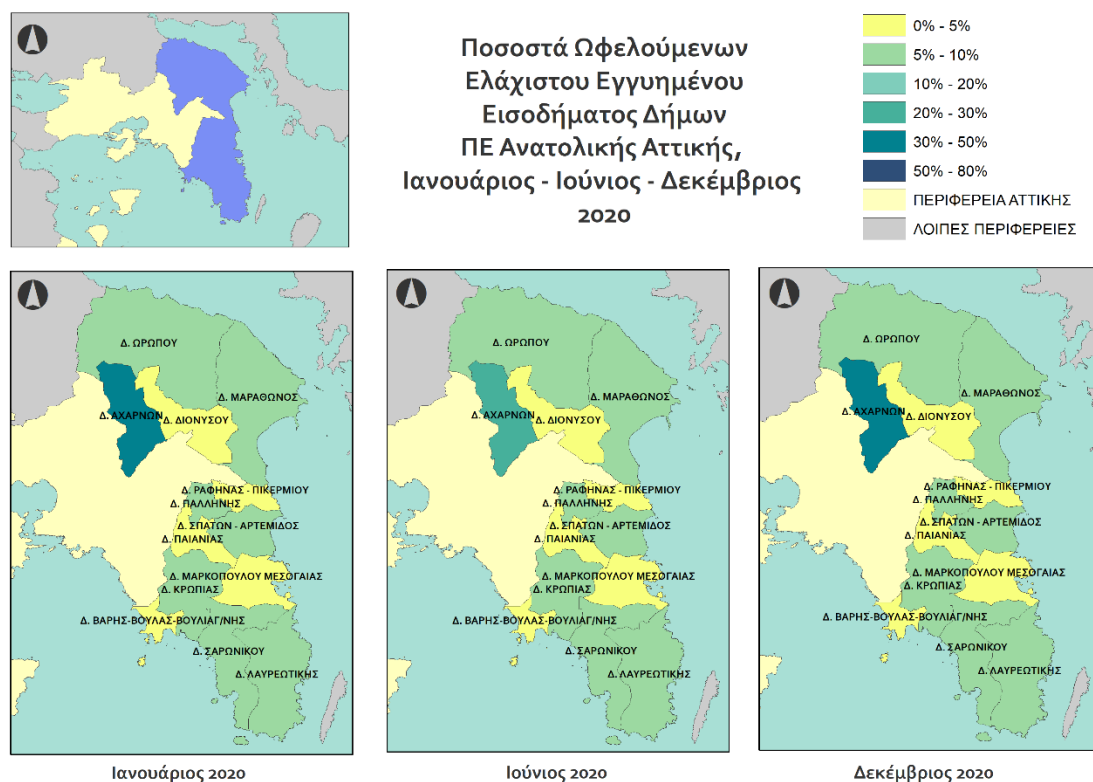 Ποσοστά Ωφελούμενων
Ελάχιστου Εγγυημένου
Εισοδήματος Δήμων
ΠΕ Ανατολικής Αττικής,
Ιανουάριος - Ιούνιος - Δεκέμβριος
2020
0% - 5%
5% - 10%
10% - 20%
20% - 30%
30% - 50%
50% - 80%
ΠΕΡΙΦΕΡΕΙΑ ΑΤΤΙΚΗΣ
ΛΟΙΠΕΣ ΠΕΡΙΦΕΡΕΙΕΣ
Δ. ΩΡΩΠΟΥ
Δ. ΜΑΡΑΘΩΝΟΣ
Δ. ΑΧΑΡΝΩΝ
Δ. ΔΙΟΝΥΣΟΥ
Δ. ΡΑΦΗΝΑΣ - ΠΙΚΕΡΜΙΟΥ
Δ. ΠΑΛΛΗΝΗΣ
Δ. ΣΠΑΤΩΝ - ΑΡΤΕΜΙΔΟΣ
Δ. ΠΑΙΑΝΙΑΣ
Δ. ΜΑΡΚΟΠΟΥΛΟΥ ΜΕΣΟΓΑΙΑΣ
Δ. ΚΡΩΠΙΑΣ
Δ. ΒΑΡΗΣ-ΒΟΥΛΑΣ-ΒΟΥΛΙΑΓ/ΝΗΣ
Δ. ΣΑΡΩΝΙΚΟΥ
Δ. ΛΑΥΡΕΩΤΙΚΗΣ
Ιανουάριος 2020
Δ. ΩΡΩΠΟΥ
Δ. ΜΑΡΑΘΩΝΟΣ
Δ. ΑΧΑΡΝΩΝ
Δ. ΔΙΟΝΥΣΟΥ
Δ. ΡΑΦΗΝΑΣ - ΠΙΚΕΡΜΙΟΥ
Δ. ΠΑΛΛΗΝΗΣ
Δ. ΣΠΑΤΩΝ - ΑΡΤΕΜΙΔΟΣ
Δ. ΠΑΙΑΝΙΑΣ
Δ. ΜΑΡΚΟΠΟΥΛΟΥ ΜΕΣΟΓΑΙΑΣ
Δ. ΚΡΩΠΙΑΣ
Δ. ΒΑΡΗΣ-ΒΟΥΛΑΣ-ΒΟΥΛΙΑΓ/ΝΗΣ
Δ. ΣΑΡΩΝΙΚΟΥ
Δ. ΛΑΥΡΕΩΤΙΚΗΣ
Ιούνιος 2020
Δ. ΩΡΩΠΟΥ
Δ. ΜΑΡΑΘΩΝΟΣ
Δ. ΑΧΑΡΝΩΝ
Δ. ΔΙΟΝΥΣΟΥ
Δ. ΡΑΦΗΝΑΣ - ΠΙΚΕΡΜΙΟΥ
Δ. ΠΑΛΛΗΝΗΣ
Δ. ΣΠΑΤΩΝ - ΑΡΤΕΜΙΔΟΣ
Δ. ΠΑΙΑΝΙΑΣ
Δ. ΜΑΡΚΟΠΟΥΛΟΥ ΜΕΣΟΓΑΙΑΣ
Δ. ΚΡΩΠΙΑΣ
Δ. ΒΑΡΗΣ-ΒΟΥΛΑΣ-ΒΟΥΛΙΑΓ/ΝΗΣ
Δ. ΣΑΡΩΝΙΚΟΥ
Δ. ΛΑΥΡΕΩΤΙΚΗΣ
Δεκέμβριος 2020